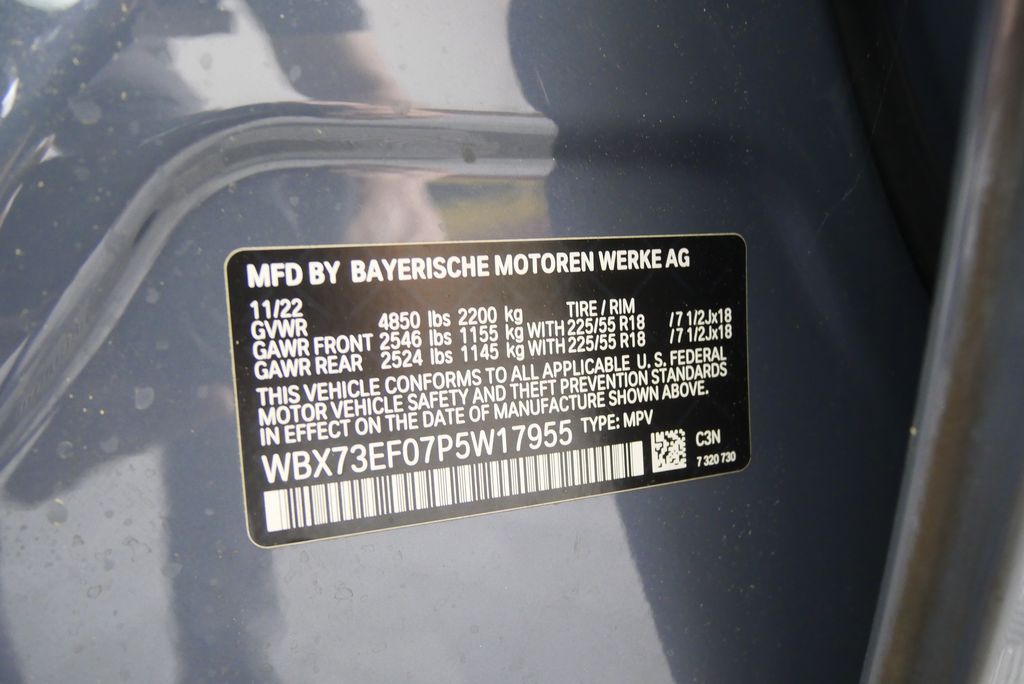 MFD BY BAYERISCHE MOTOREN WERKE AG
11/22 TIRE / RIM
GVWR 4850 lbs 2200 kg
GAWR FRONT 2546 lbs 1155 kg WITH 225/55 R18 /7 1/2Jx18
GAWR REAR 2524 lbs 1145 kg WITH 225/55 R18 /7 1/2Jx18
THIS VEHICLE CONFORMS TO ALL APPLICABLE U.S. FEDERAL
MOTOR VEHICLE SAFETY AND THEFT PREVENTION STANDARDS
IN EFFECT ON THE DATE OF MANUFACTURE SHOWN ABOVE.
WBX73EF07P5W17955 TYPE: MPV
C3N
7 320 730